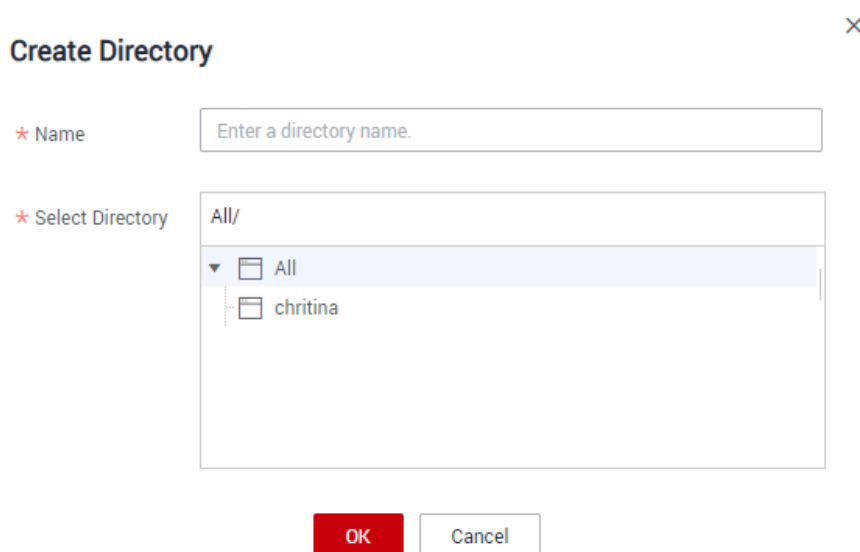 Create Directory
* Name
Enter a directory name.
* Select Directory
All/
All
chritina
OK
Cancel